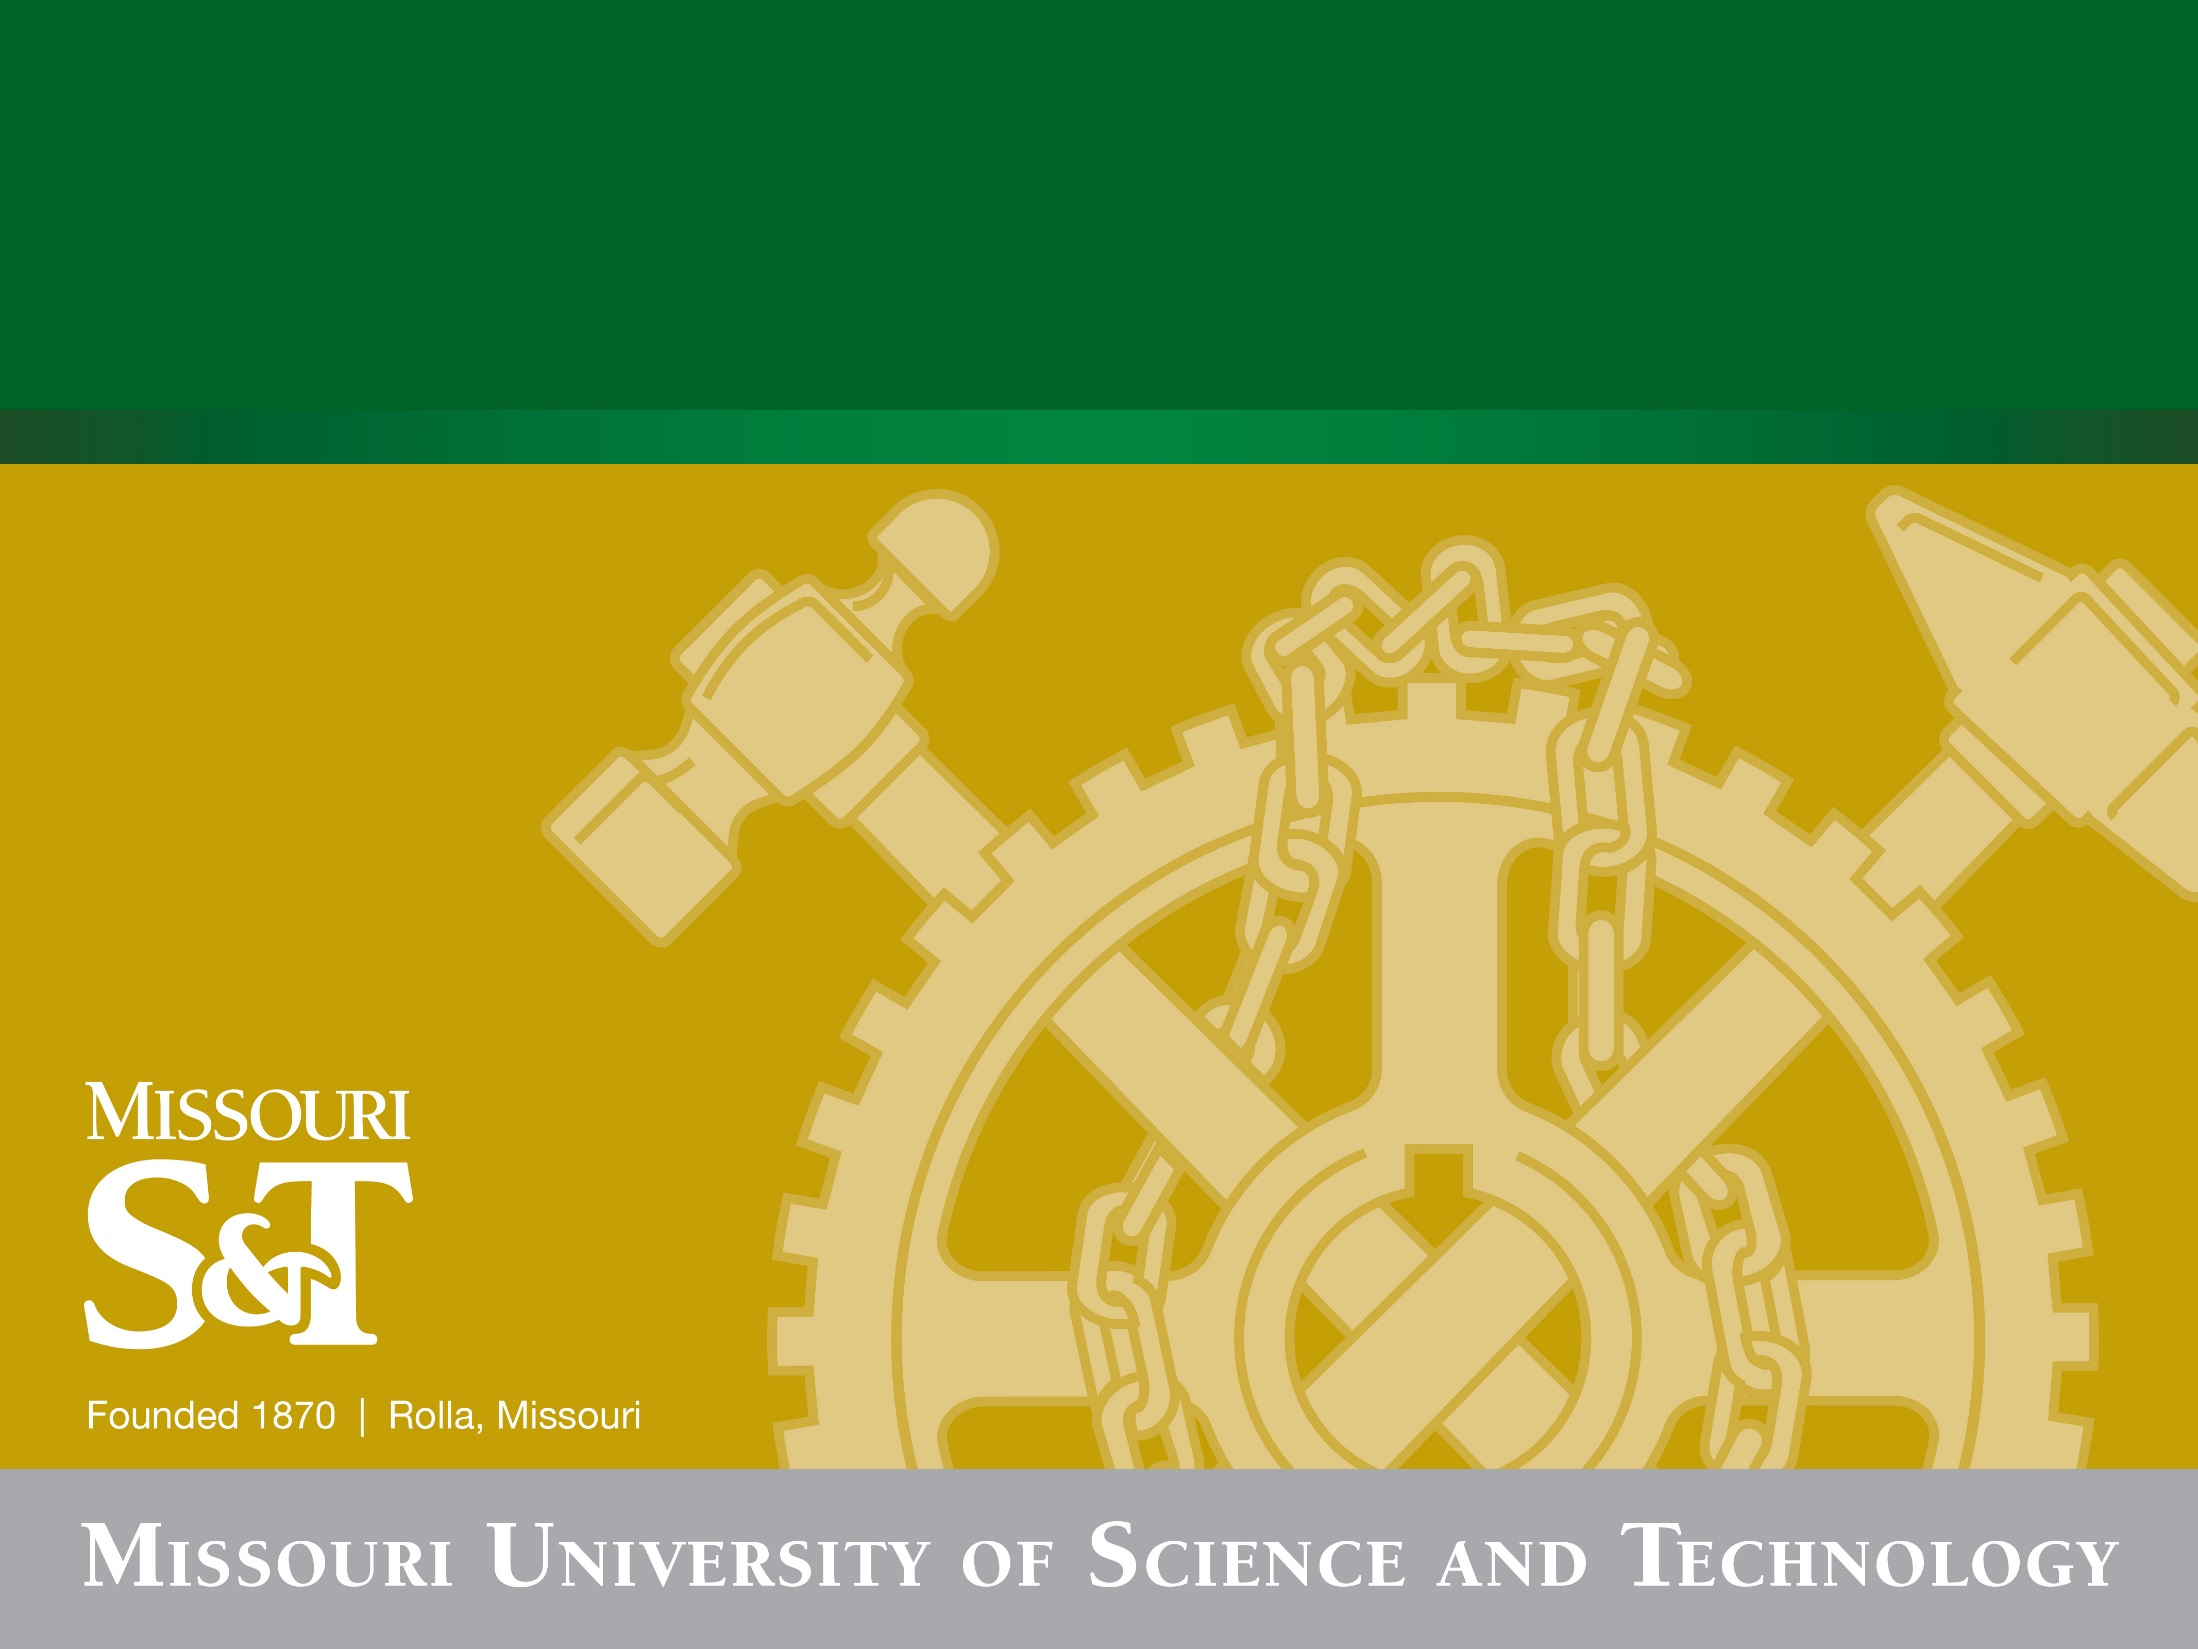 MISSOURI
S&T
Founded 1870 | Rolla, Missouri
MISSOURI UNIVERSITY OF SCIENCE AND TECHNOLOGY